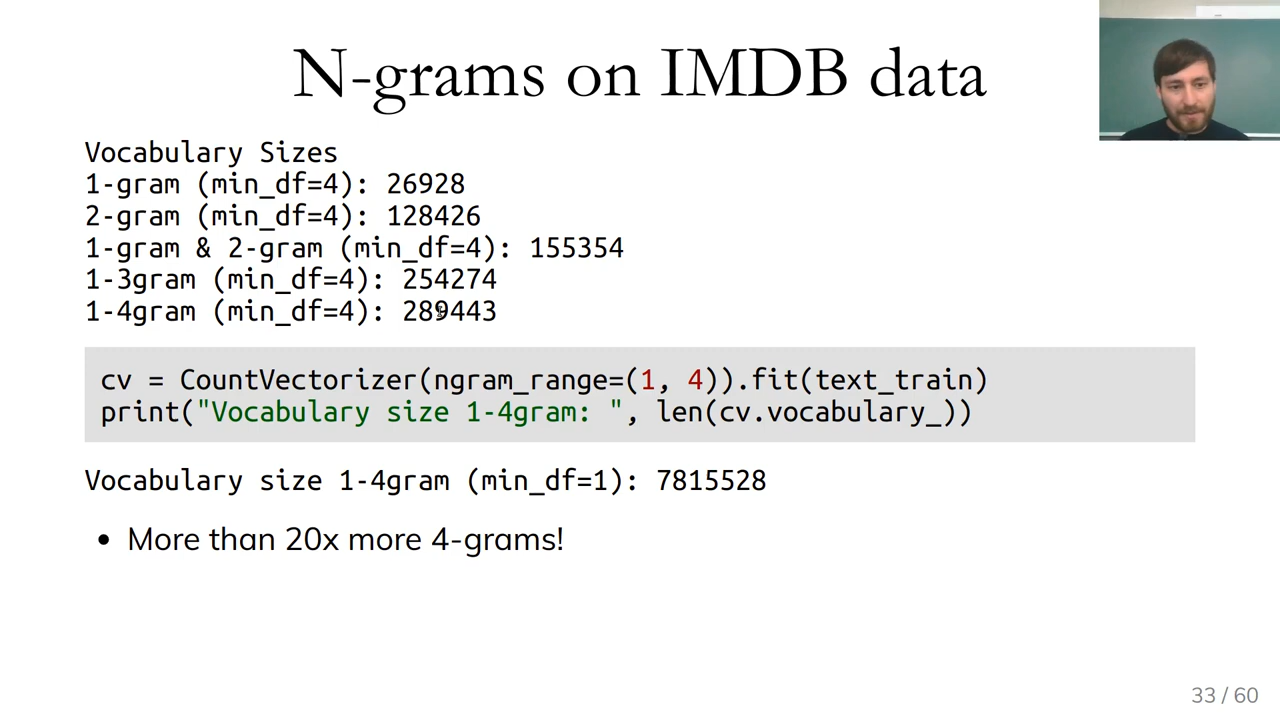 N-grams on IMDB data
Vocabulary Sizes
1-gram (min_df=4): 26928
2-gram (min_df=4): 128426
1-gram & 2-gram (min_df=4): 155354
1-3gram (min_df=4): 254274
1-4gram (min_df=4): 289443
cv = CountVectorizer(ngram_range=(1, 4)).fit(text_train)
print("Vocabulary size 1-4gram: ", len(cv.vocabulary_))
Vocabulary size 1-4gram (min_df=1): 7815528
• More than 20x more 4-grams!
33 / 60